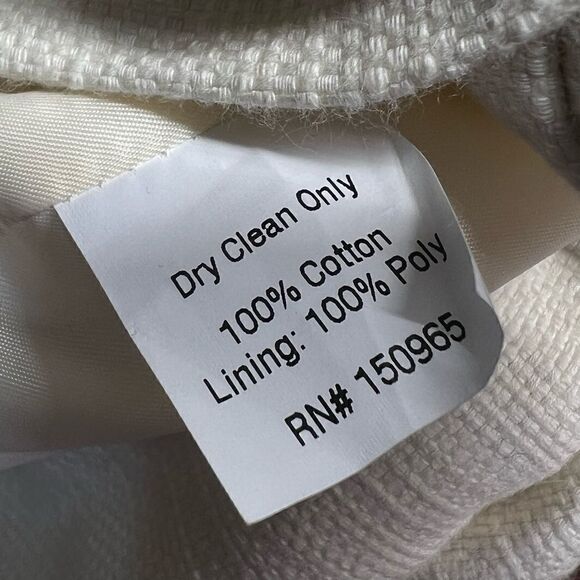 Dry Clean Only
100% Cotton
Lining: 100% Poly
RN# 150965